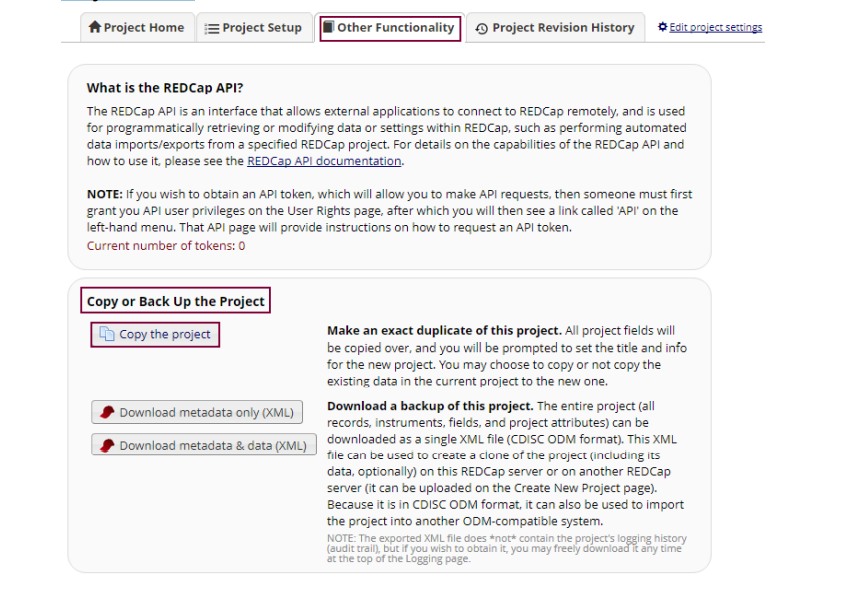 Project Home Project Setup Other Functionality Project Revision History Edit project settings
What is the REDCap API?
The REDCap API is an interface that allows external applications to connect to REDCap remotely, and is used
for programmatically retrieving or modifying data or settings within REDCap, such as performing automated
data imports/exports from a specified REDCap project. For details on the capabilities of the REDCap API and
how to use it, please see the REDCap API documentation.
NOTE: If you wish to obtain an API token, which will allow you to make API requests, then someone must first
grant you API user privileges on the User Rights page, after which you will then see a link called 'API' on the
left-hand menu. That API page will provide instructions on how to request an API token.
Current number of tokens: 0
Copy or Back Up the Project
Copy the project
Make an exact duplicate of this project. All project fields will
be copied over, and you will be prompted to set the title and info
for the new project. You may choose to copy or not copy the
existing data in the current project to the new one.
Download metadata only (XML)
Download metadata & data (XML)
Download a backup of this project. The entire project (all
records, instruments, fields, and project attributes) can be
downloaded as a single XML file (CDISC ODM format). This XML
file can be used to create a clone of the project (including its
data, optionally) on this REDCap server or on another REDCap
server (it can be uploaded on the Create New Project page).
Because it is in CDISC ODM format, it can also be used to import
the project into another ODM-compatible system.
NOTE: The exported XML file does *not* contain the project's logging history
(audit trail), but if you wish to obtain it, you may freely download it any time
at the top of the Logging page.